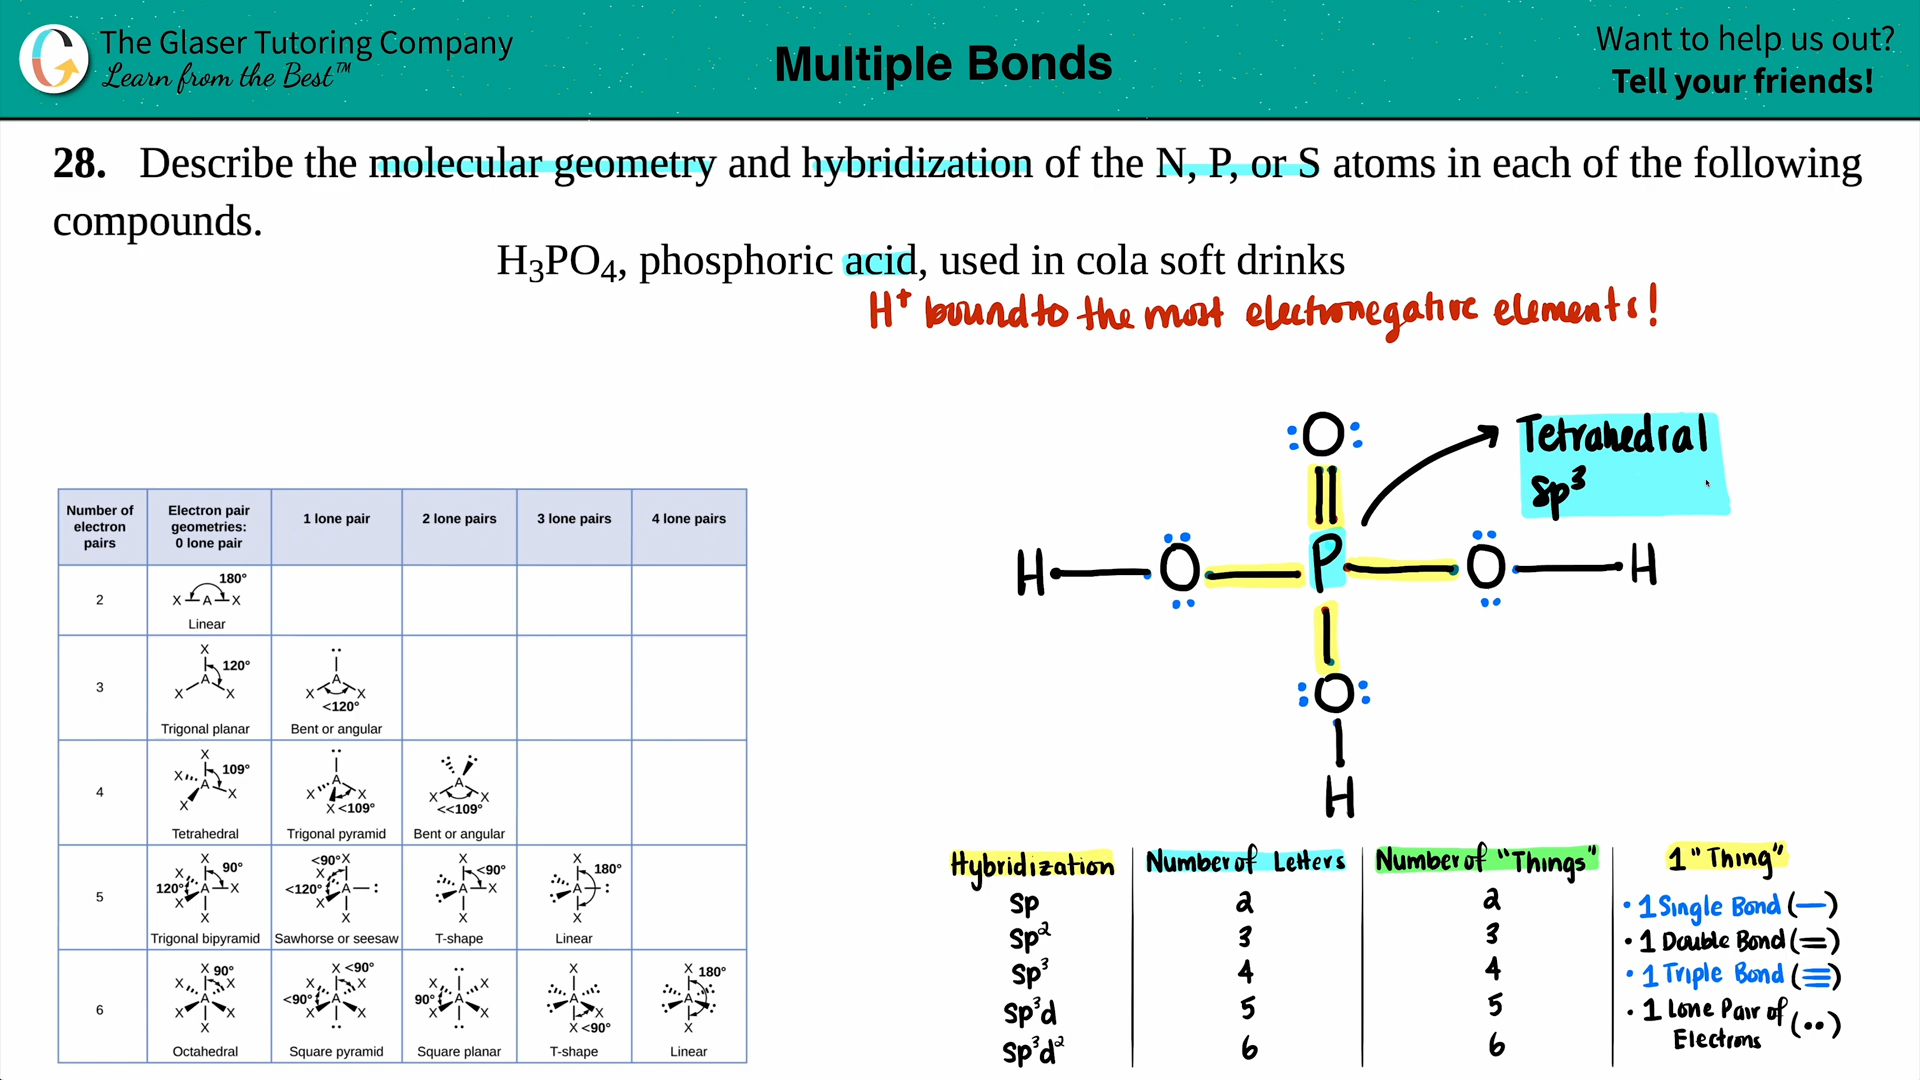 The Glaser Tutoring Company
Learn from the Best™
Multiple Bonds
Want to help us out?
Tell your friends!
28. Describe the molecular geometry and hybridization of the N, P, or S atoms in each of the following
compounds.
H₃PO₄, phosphoric acid, used in cola soft drinks
H⁺ bound to the most electronegative elements!
O
Tetrahedral
sp³
H O P O H
O
H
Number of electron pairs
Electron pair geometries: 0 lone pair
1 lone pair
2 lone pairs
3 lone pairs
4 lone pairs
2
180°
X A X
Linear
3
X
120°
A
X X
Trigonal planar
A
X X
<120°
Bent or angular
4
X
109°
X A X
X
Tetrahedral
A
X X
X <109°
Trigonal pyramid
A
X X
<<109°
Bent or angular
5
X
90°
X
120° A X
X
X
Trigonal bipyramid
<90° X
X
<120° A
X
X
Sawhorse or seesaw
X
<90°
A X
X
T-shape
X
180°
A
X
Linear
6
X 90°
X X
A
X X
X
Octahedral
X <90°
X X
<90° A
X X
Square pyramid
X X
90° A
X X
Square planar
X
A
X
X <90°
T-shape
X 180°
A
X
Linear
Hybridization
Number of Letters
Number of "Things"
1 "Thing"
sp 2 2
• 1 Single Bond (—)
sp² 3 3
• 1 Double Bond (=)
sp³ 4 4
• 1 Triple Bond (≡)
sp³d 5 5
• 1 Lone Pair of
Electrons (••)
sp³d² 6 6